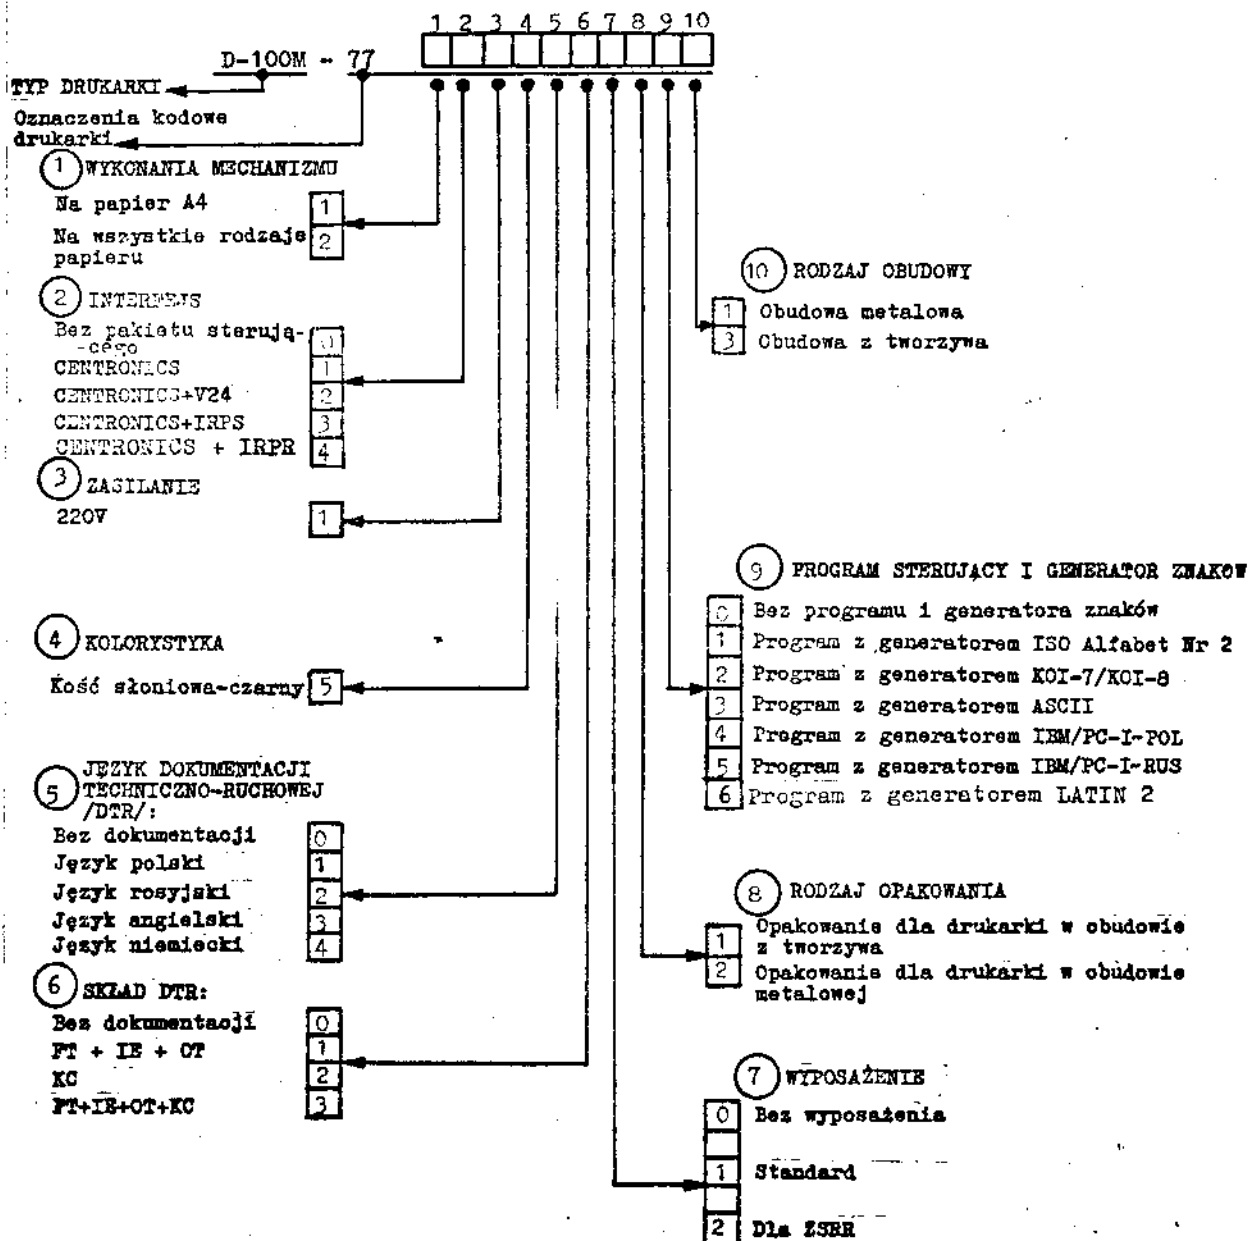 1 2 3 4 5 6 7 8 9 10
D-100M - 77
TYP DRUKARKI
Oznaczenia kodowe
drukarki
1 WYKONANIA MECHANIZMU
Na papier A4 1
Na wszystkie rodzaje 2
papieru
2 INTERFEJS
Bez pakietu sterują-
-cego 0
CENTRONICS 1
CENTRONICS+V24 2
CENTRONICS+IRPS 3
CENTRONICS + IRPR 4
3 ZASILANIE
220V 1
4 KOLORYSTYKA
Kość słoniowa-czarny 5
5 JĘZYK DOKUMENTACJI
TECHNICZNO-RUCHOWEJ
/DTR/:
Bez dokumentacji 0
Język polski 1
Język rosyjski 2
Język angielski 3
Język niemiecki 4
6 SKŁAD DTR:
Bez dokumentacji 0
PT + IE + OT 1
KC 2
PT+IE+OT+KC 3
10 RODZAJ OBUDOWY
1 Obudowa metalowa
3 Obudowa z tworzywa
9 PROGRAM STERUJĄCY I GENERATOR ZNAKOW
0 Bez programu i generatora znaków
1 Program z generatorem ISO Alfabet Nr 2
2 Program z generatorem KOI-7/KOI-8
3 Program z generatorem ASCII
4 Program z generatorem IBM/PC-I-POL
5 Program z generatorem IBM/PC-I-RUS
6 Program z generatorem LATIN 2
8 RODZAJ OPAKOWANIA
1 Opakowanie dla drukarki w obudowie
z tworzywa
2 Opakowanie dla drukarki w obudowie
metalowej
7 WYPOSAŻENIE
0 Bez wyposażenia
1 Standard
2 Dla ZSRR